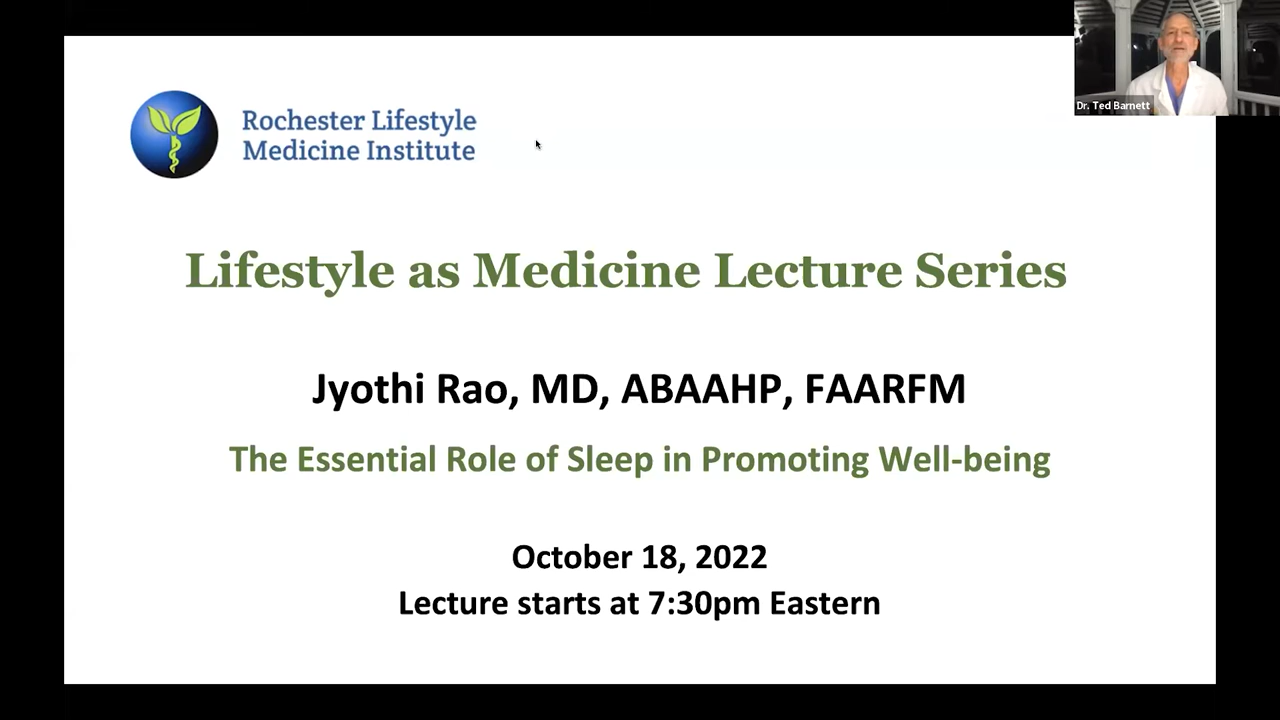 Rochester Lifestyle
Medicine Institute
Dr. Ted Barnett
Lifestyle as Medicine Lecture Series
Jyothi Rao, MD, ABAAHP, FAARFM
The Essential Role of Sleep in Promoting Well-being
October 18, 2022
Lecture starts at 7:30pm Eastern